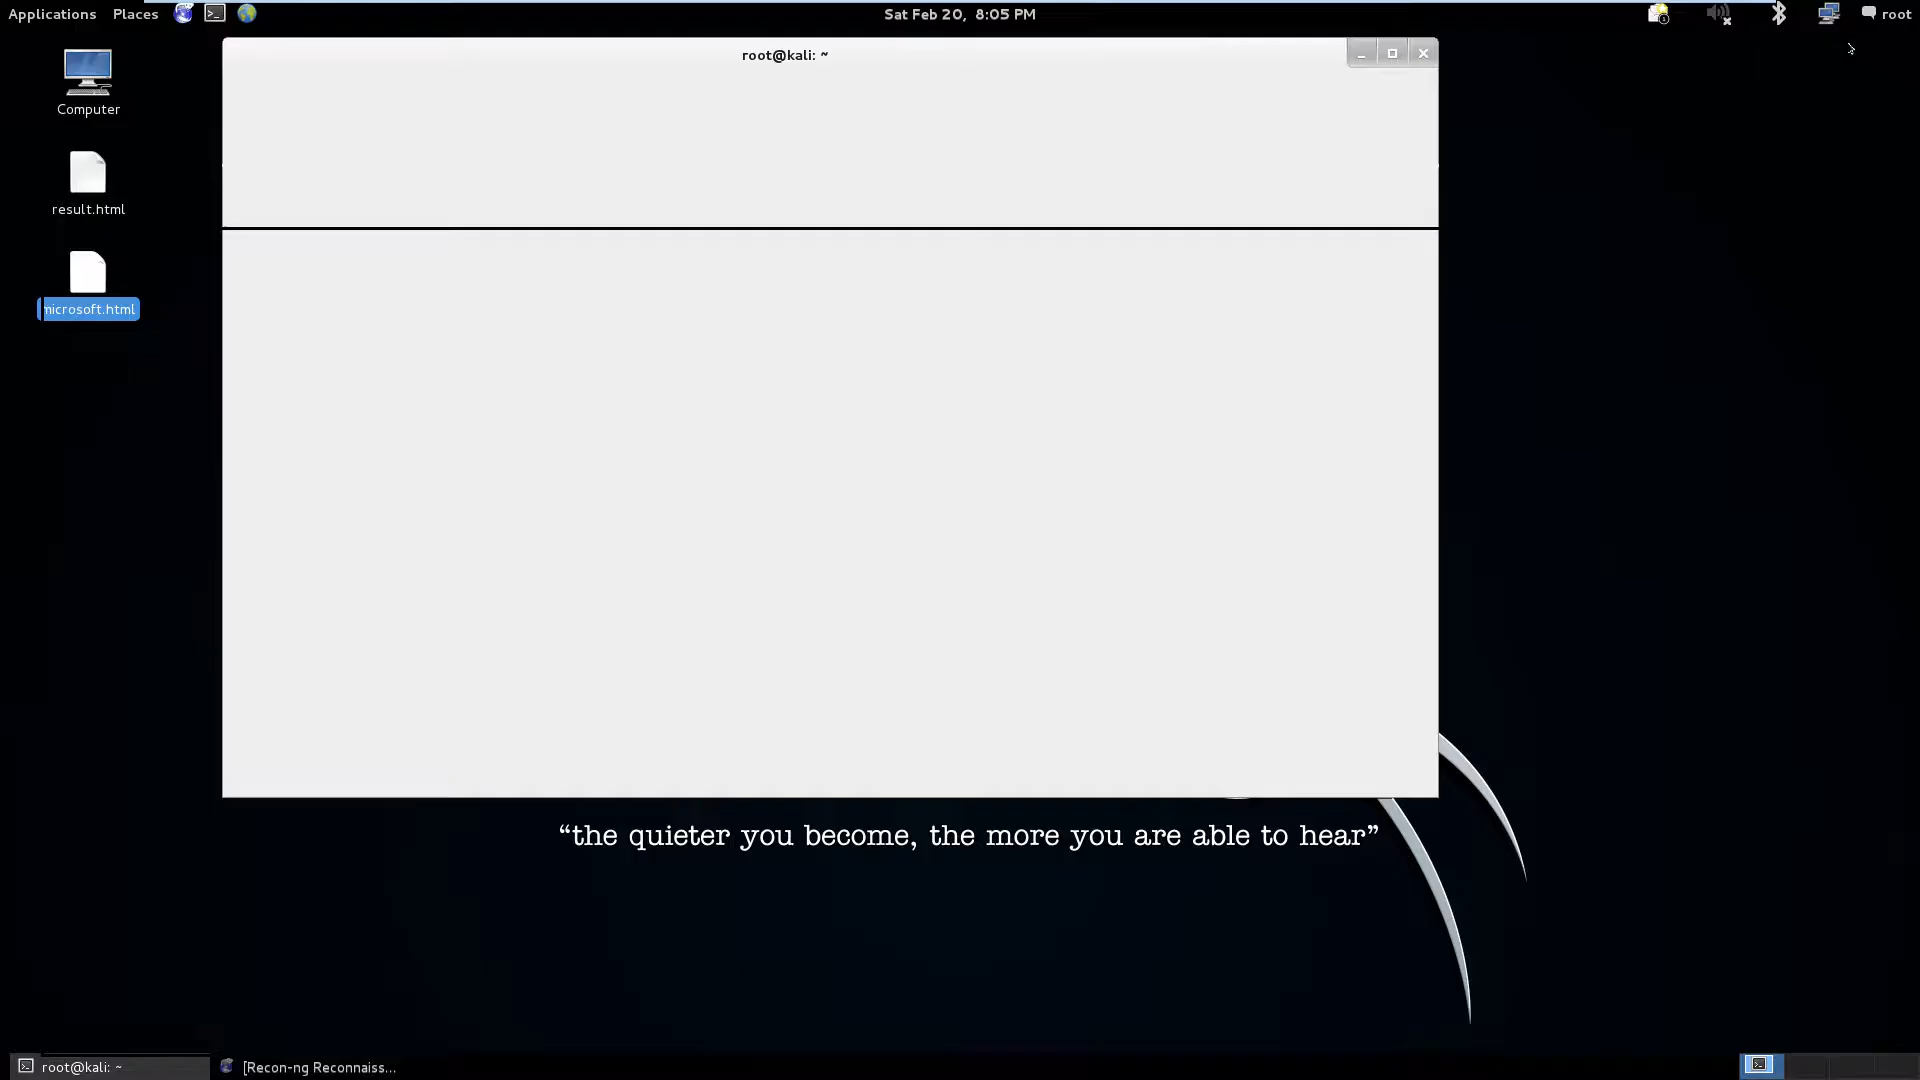 Applications Places Sat Feb 20, 8:05 PM root
root@kali: ~
Computer
result.html
microsoft.html
“the quieter you become, the more you are able to hear”
root@kali: ~ [Recon-ng Reconnaiss...